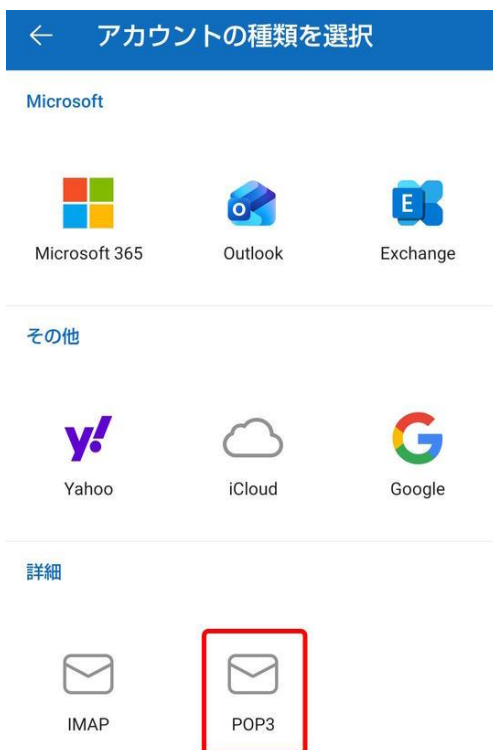 アカウントの種類を選択
Microsoft
Microsoft 365 Outlook Exchange
その他
Yahoo iCloud Google
詳細
IMAP POP3